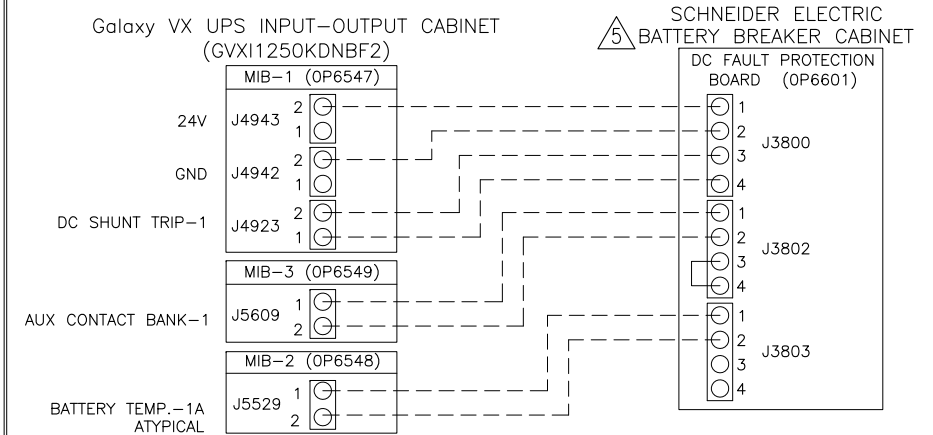 Galaxy VX UPS INPUT-OUTPUT CABINET
(GVXI1250KDNBF2)
SCHNEIDER ELECTRIC
5 BATTERY BREAKER CABINET
MIB-1 (0P6547)
24V J4943 2
1
GND J4942 2
1
DC SHUNT TRIP-1 J4923 2
1
MIB-3 (0P6549)
AUX CONTACT BANK-1 J5609 1
2
MIB-2 (0P6548)
BATTERY TEMP.-1A J5529 1
ATYPICAL 2
DC FAULT PROTECTION
BOARD (0P6601)
1
2
J3800
3
4
1
2
J3802
3
4
1
2
J3803
3
4